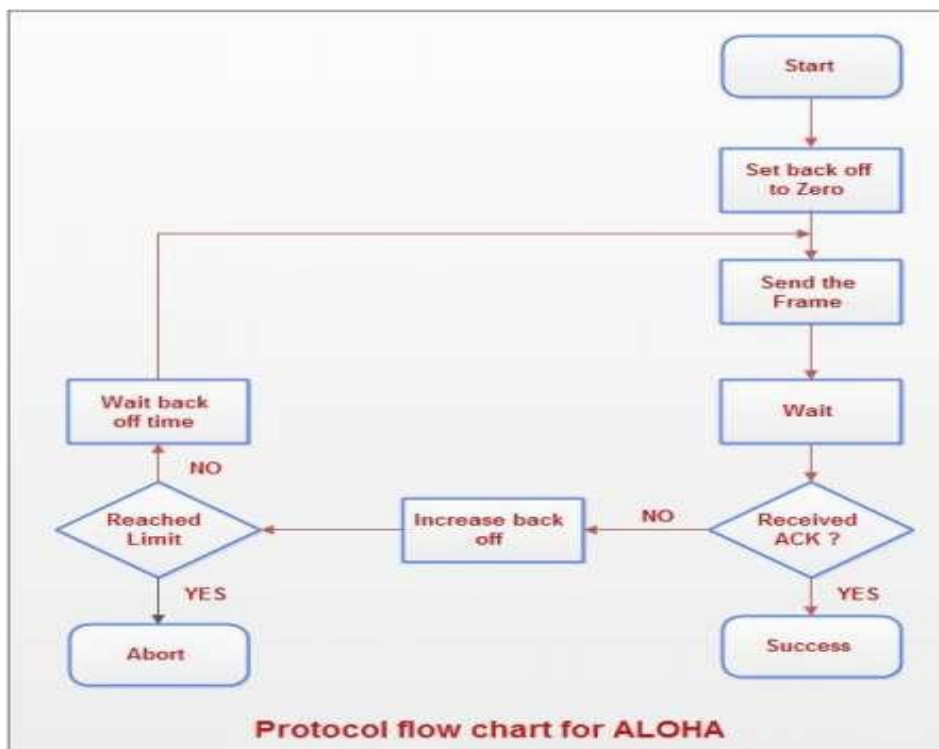 Start
Set back off
to Zero
Send the
Frame
Wait
Received
ACK ?
YES
Success
NO
Increase back
off
Reached
Limit
NO
Wait back
off time
YES
Abort
Protocol flow chart for ALOHA